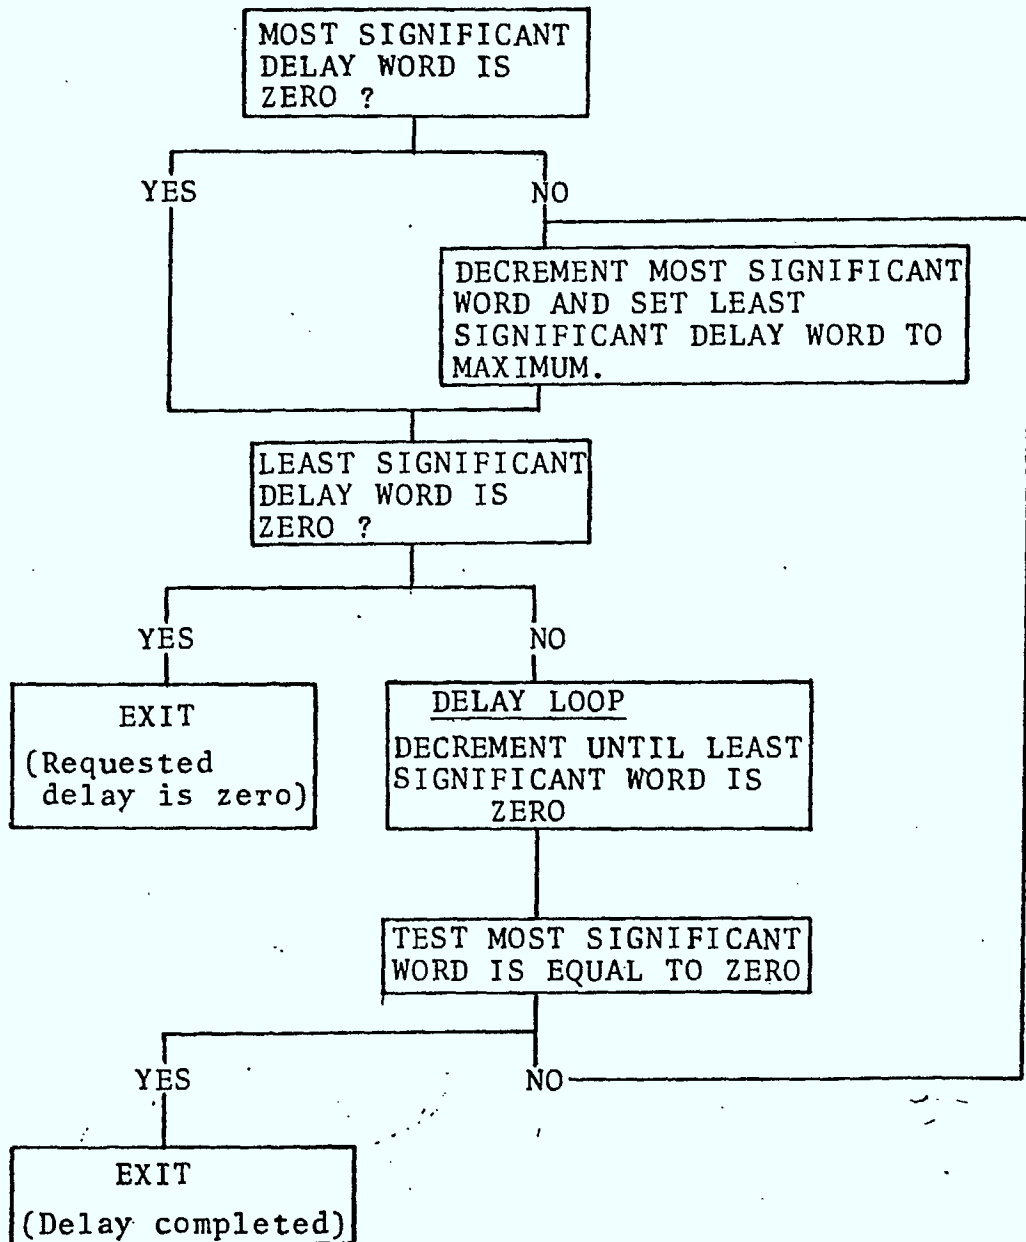 MOST SIGNIFICANT
DELAY WORD IS
ZERO ?
YES
NO
DECREMENT MOST SIGNIFICANT
WORD AND SET LEAST
SIGNIFICANT DELAY WORD TO
MAXIMUM.
LEAST SIGNIFICANT
DELAY WORD IS
ZERO ?
YES
NO
EXIT
(Requested
delay is zero)
DELAY LOOP
DECREMENT UNTIL LEAST
SIGNIFICANT WORD IS
ZERO
TEST MOST SIGNIFICANT
WORD IS EQUAL TO ZERO
YES
NO
EXIT
(Delay completed)